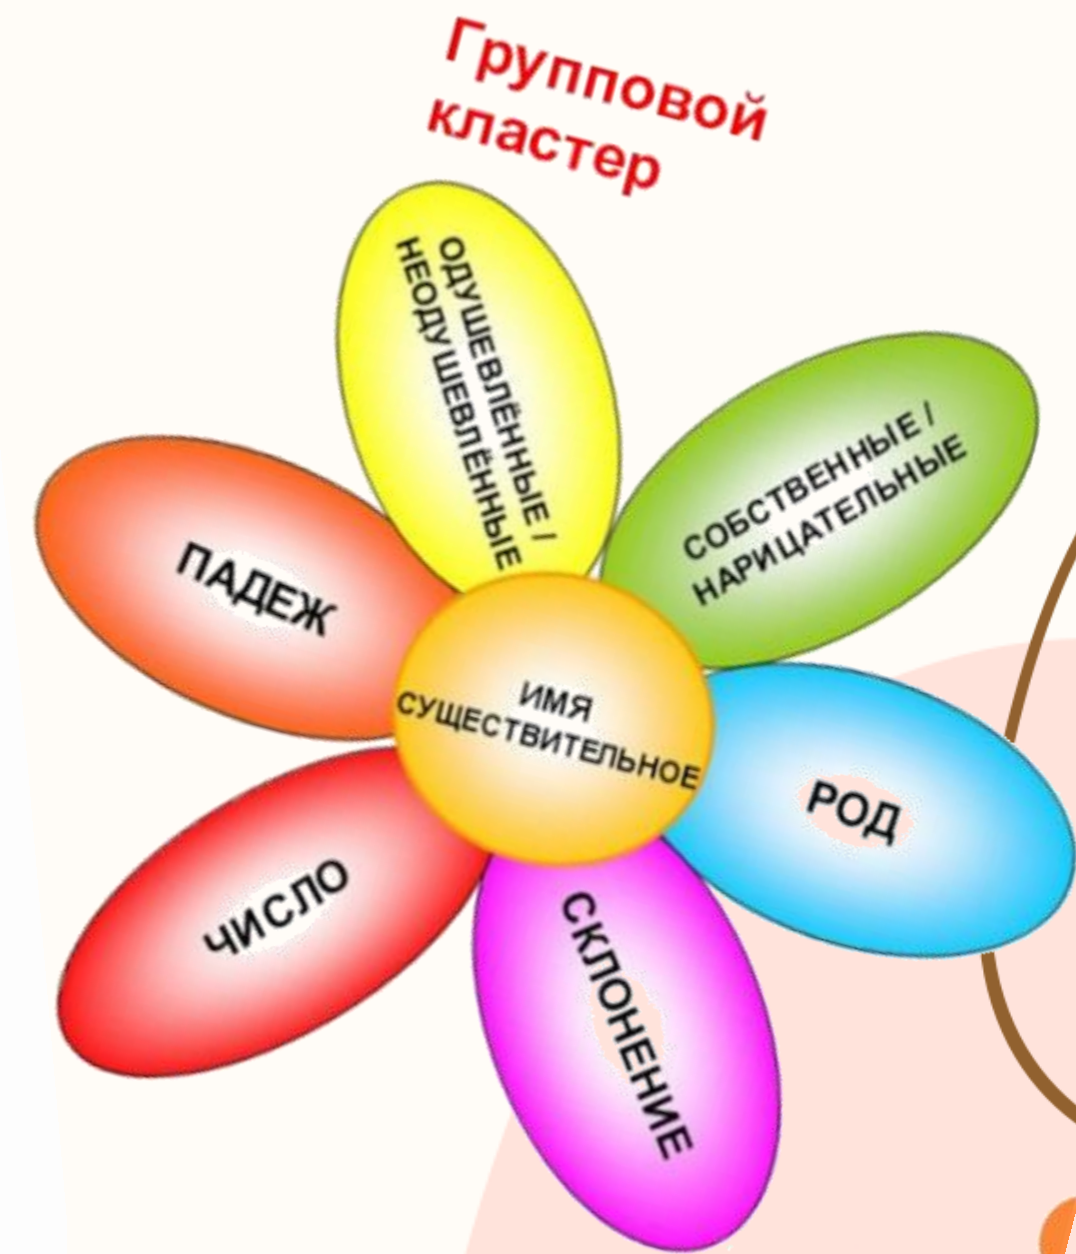 Групповой
кластер
ОДУШЕВЛЁННЫЕ /
НЕОДУШЕВЛЁННЫЕ
СОБСТВЕННЫЕ /
НАРИЦАТЕЛЬНЫЕ
ПАДЕЖ
ИМЯ
СУЩЕСТВИТЕЛЬНОЕ
РОД
ЧИСЛО
СКЛОНЕНИЕ